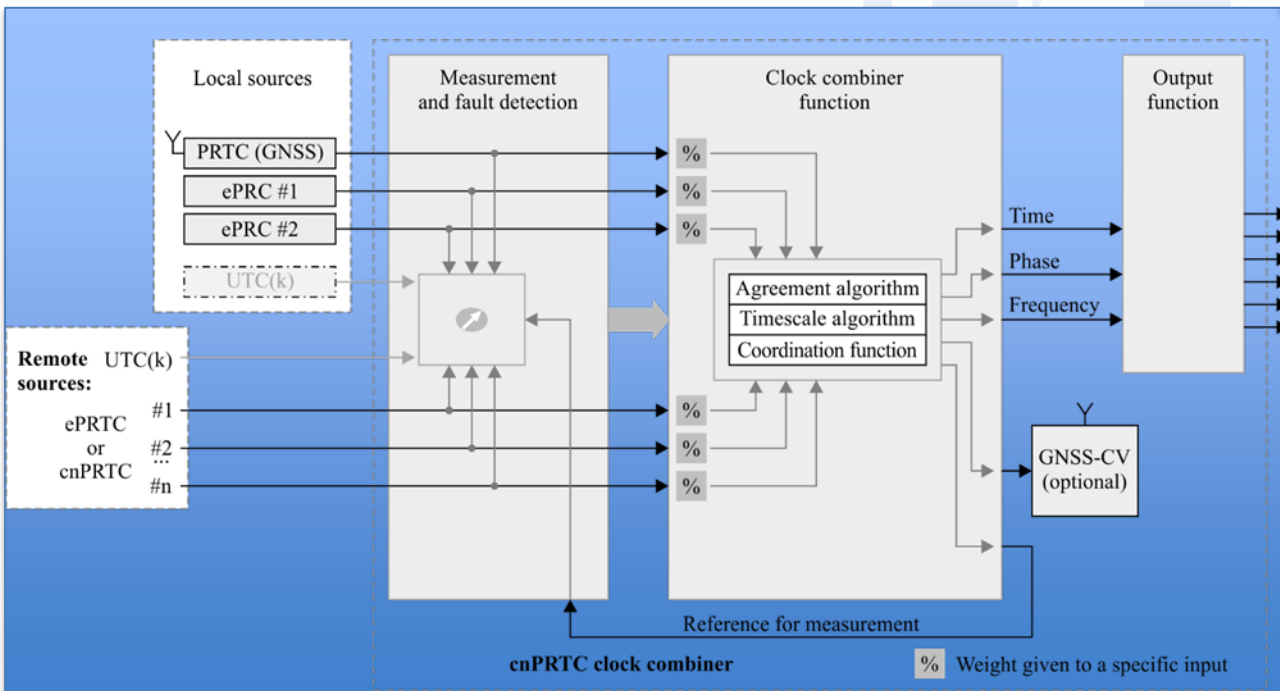 Local sources
PRTC (GNSS)
ePRC #1
ePRC #2
UTC(k)
Remote
sources:
UTC(k)
ePRTC
or
cnPRTC
#1
#2
...
#n
Measurement
and fault detection
Clock combiner
function
%
%
%
Agreement algorithm
Timescale algorithm
Coordination function
%
%
%
Time
Phase
Frequency
Output
function
GNSS-CV
(optional)
Reference for measurement
cnPRTC clock combiner
% Weight given to a specific input